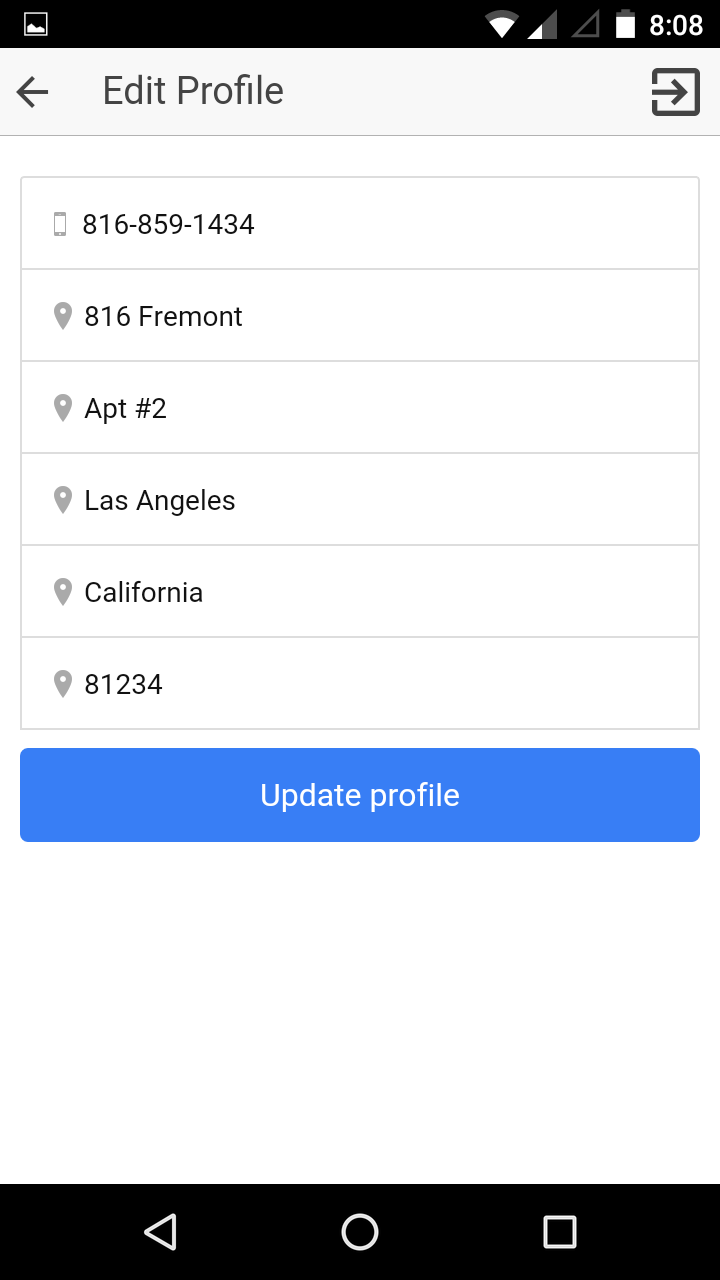 8:08
Edit Profile
816-859-1434
816 Fremont
Apt #2
Las Angeles
California
81234
Update profile